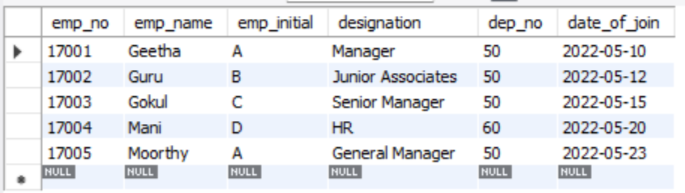 emp_no emp_name emp_initial designation dep_no date_of_join
17001 Geetha A Manager 50 2022-05-10
17002 Guru B Junior Associates 50 2022-05-12
17003 Gokul C Senior Manager 50 2022-05-15
17004 Mani D HR 60 2022-05-20
17005 Moorthy A General Manager 50 2022-05-23
NULL NULL NULL NULL NULL NULL